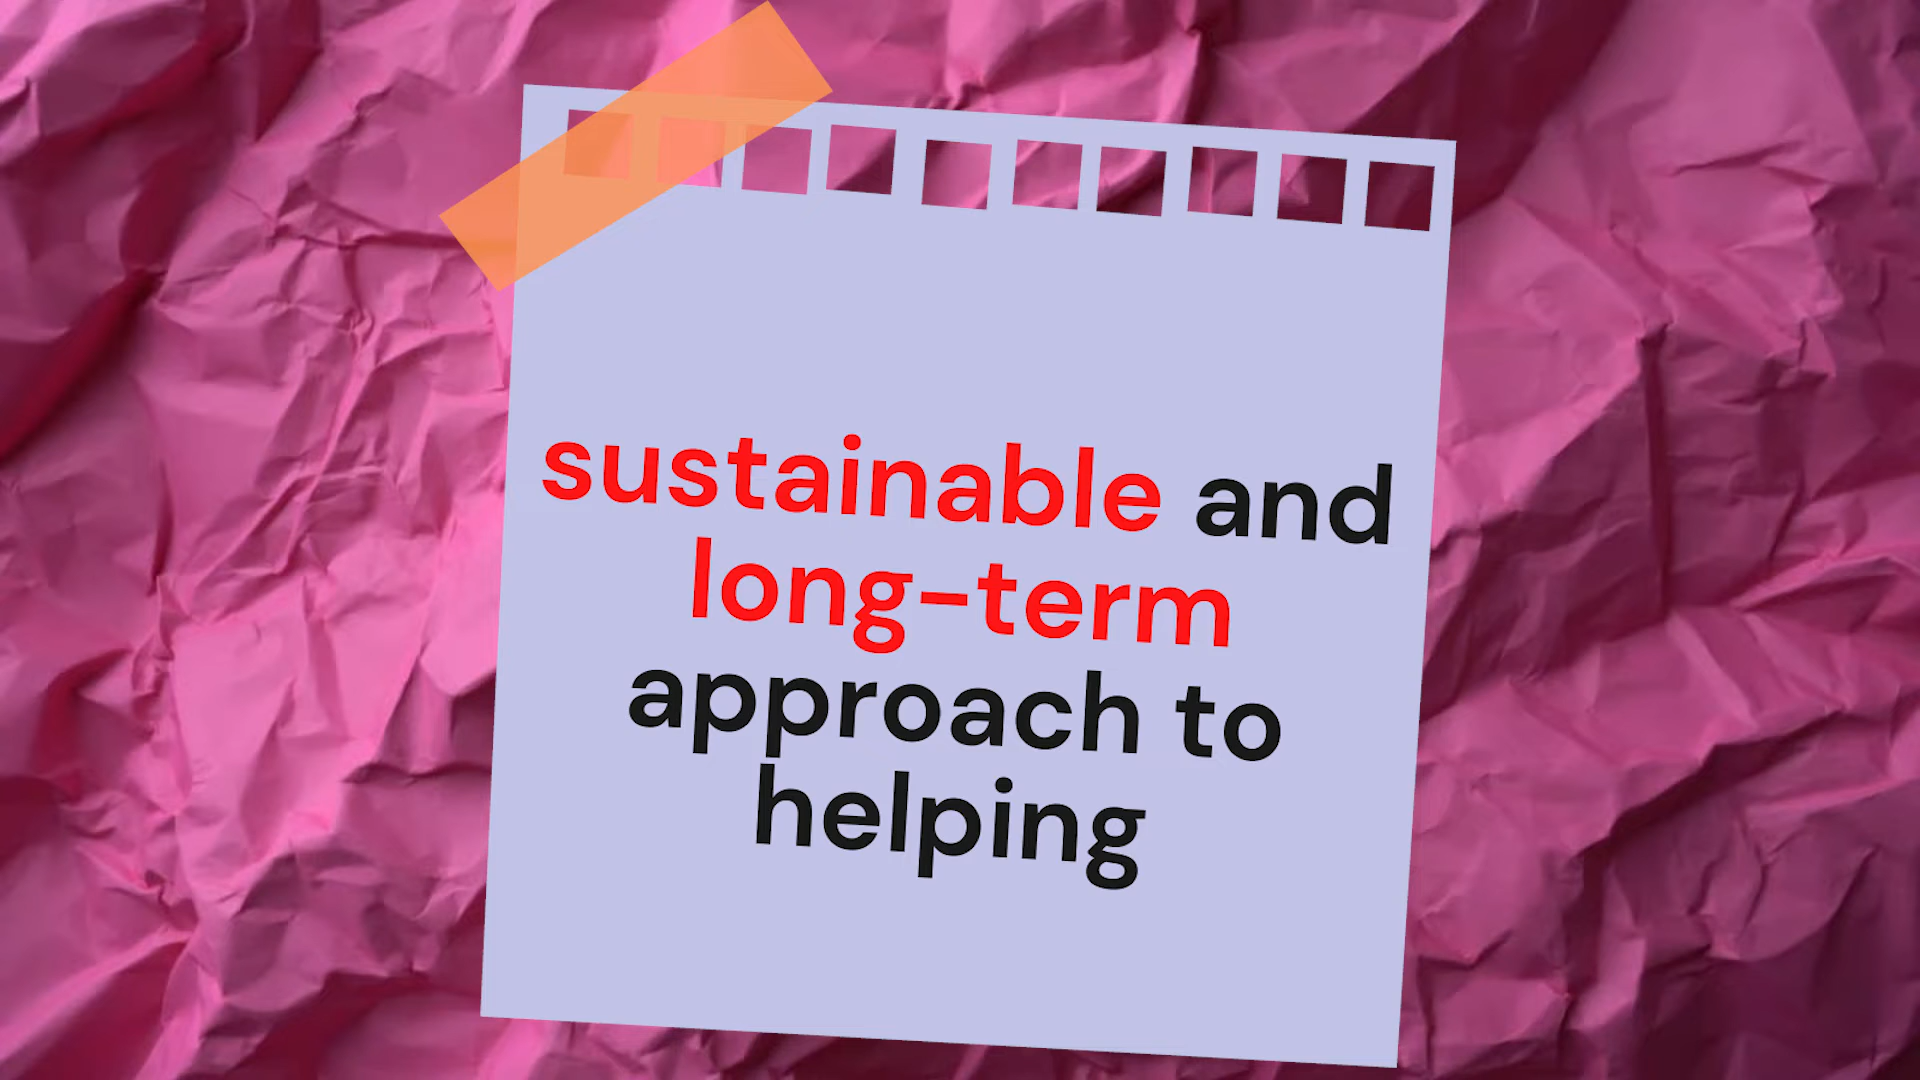 sustainable and
long-term
approach to
helping